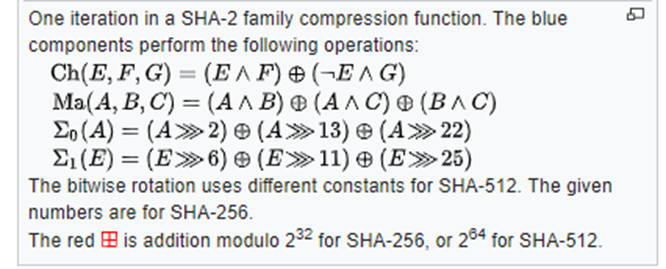 One iteration in a SHA-2 family compression function. The blue
components perform the following operations:
Ch(E, F, G) = (E ∧ F) ⊕ (¬E ∧ G)
Ma(A, B, C) = (A ∧ B) ⊕ (A ∧ C) ⊕ (B ∧ C)
Σ₀(A) = (A⋙2) ⊕ (A⋙13) ⊕ (A⋙22)
Σ₁(E) = (E⋙6) ⊕ (E⋙11) ⊕ (E⋙25)
The bitwise rotation uses different constants for SHA-512. The given
numbers are for SHA-256.
The red ⊞ is addition modulo 2³² for SHA-256, or 2⁶⁴ for SHA-512.